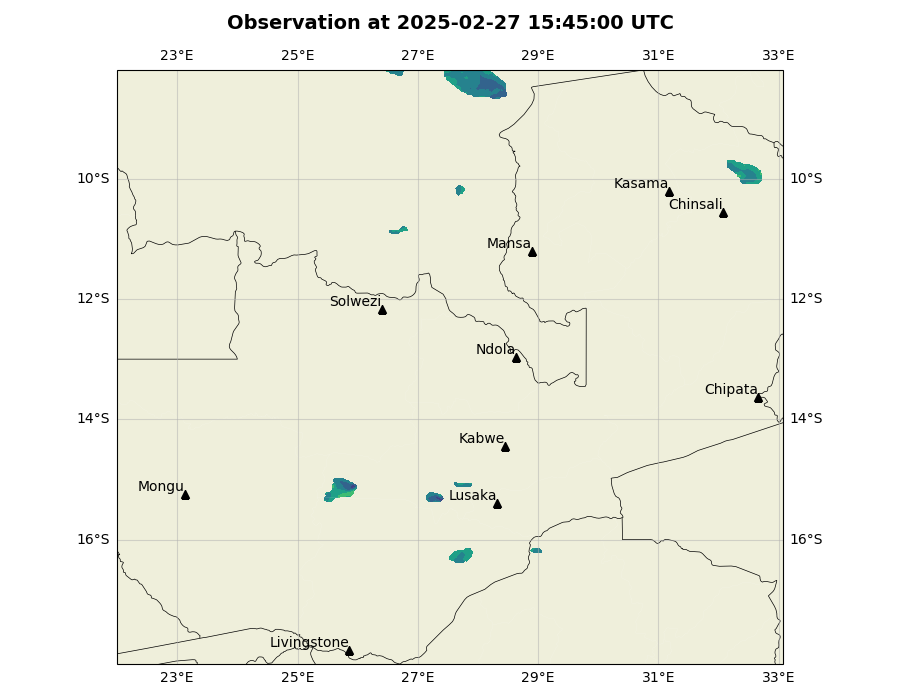 Observation at 2025-02-27 15:45:00 UTC
23°E 25°E 27°E 29°E 31°E 33°E
10°S 10°S
Kasama
Chinsali
Mansa
12°S 12°S
Solwezi
Ndola
Chipata
14°S 14°S
Kabwe
Mongu
Lusaka
16°S 16°S
Livingstone
23°E 25°E 27°E 29°E 31°E 33°E